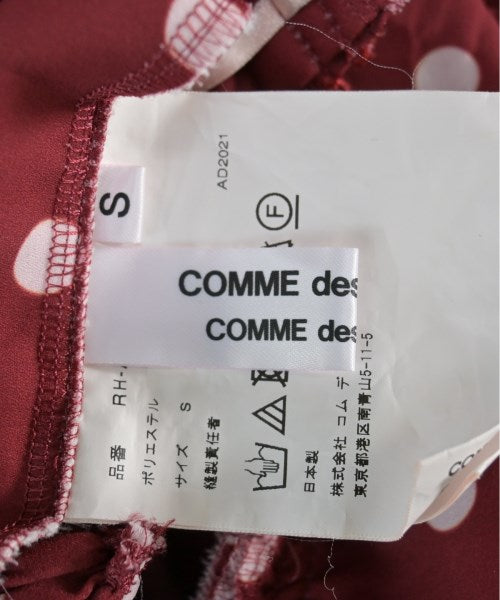 S
COMME des
COMME des
AD2021
品番 RH-
ポリエステル
サイズ S
縫製責任者
F
日本製
株式会社 コム デ
東京都港区南青山5-11-5